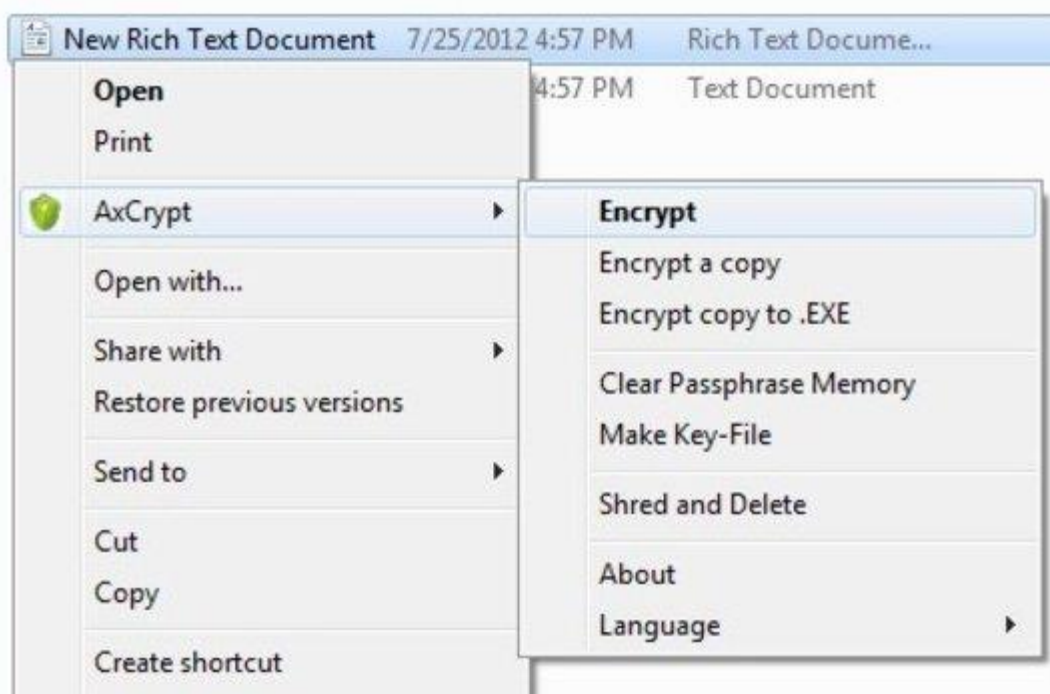 New Rich Text Document 7/25/2012 4:57 PM Rich Text Docume...
4:57 PM Text Document
Open
Print
AxCrypt
Open with...
Share with
Restore previous versions
Send to
Cut
Copy
Create shortcut
Encrypt
Encrypt a copy
Encrypt copy to .EXE
Clear Passphrase Memory
Make Key-File
Shred and Delete
About
Language